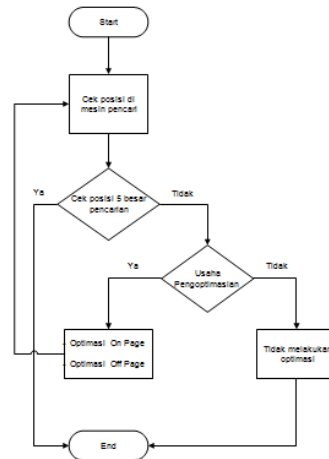 Start
Cek posisi di
mesin pencari
Ya
Cek posisi 5 besar
pencarian
Tidak
Usaha
Pengoptimasian
Ya
Tidak
Optimasi On Page
Optimasi Off Page
Tidak melakukan
optimasi
End